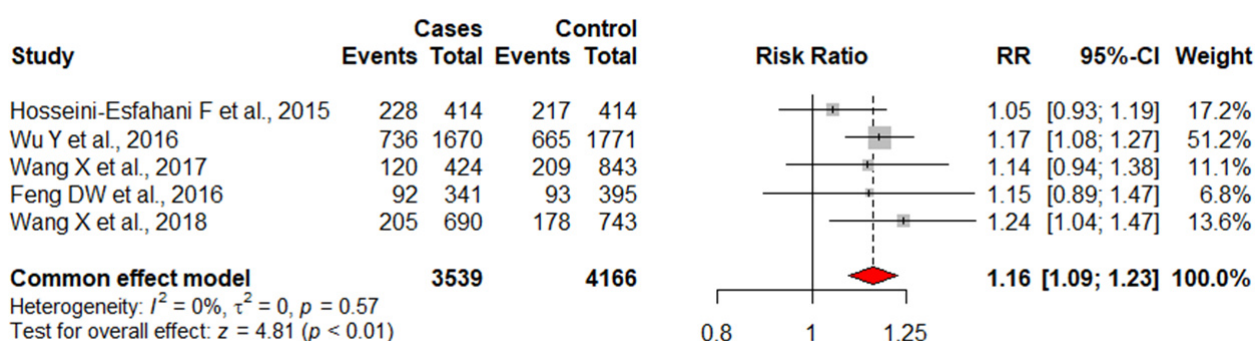 Cases Control
Study Events Total Events Total Risk Ratio RR 95%-CI Weight
Hosseini-Esfahani F et al., 2015 228 414 217 414 1.05 [0.93; 1.19] 17.2%
Wu Y et al., 2016 736 1670 665 1771 1.17 [1.08; 1.27] 51.2%
Wang X et al., 2017 120 424 209 843 1.14 [0.94; 1.38] 11.1%
Feng DW et al., 2016 92 341 93 395 1.15 [0.89; 1.47] 6.8%
Wang X et al., 2018 205 690 178 743 1.24 [1.04; 1.47] 13.6%
Common effect model 3539 4166 1.16 [1.09; 1.23] 100.0%
Heterogeneity: I² = 0%, τ² = 0, p = 0.57
Test for overall effect: z = 4.81 (p < 0.01)
0.8 1 1.25